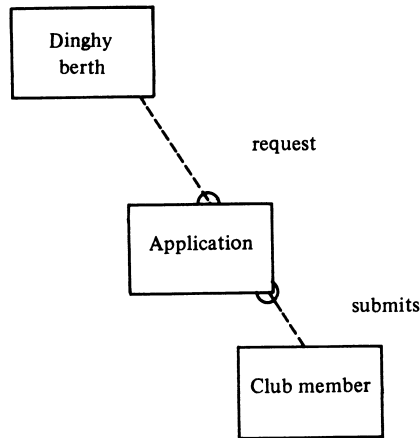 Dinghy
berth
request
Application
submits
Club member